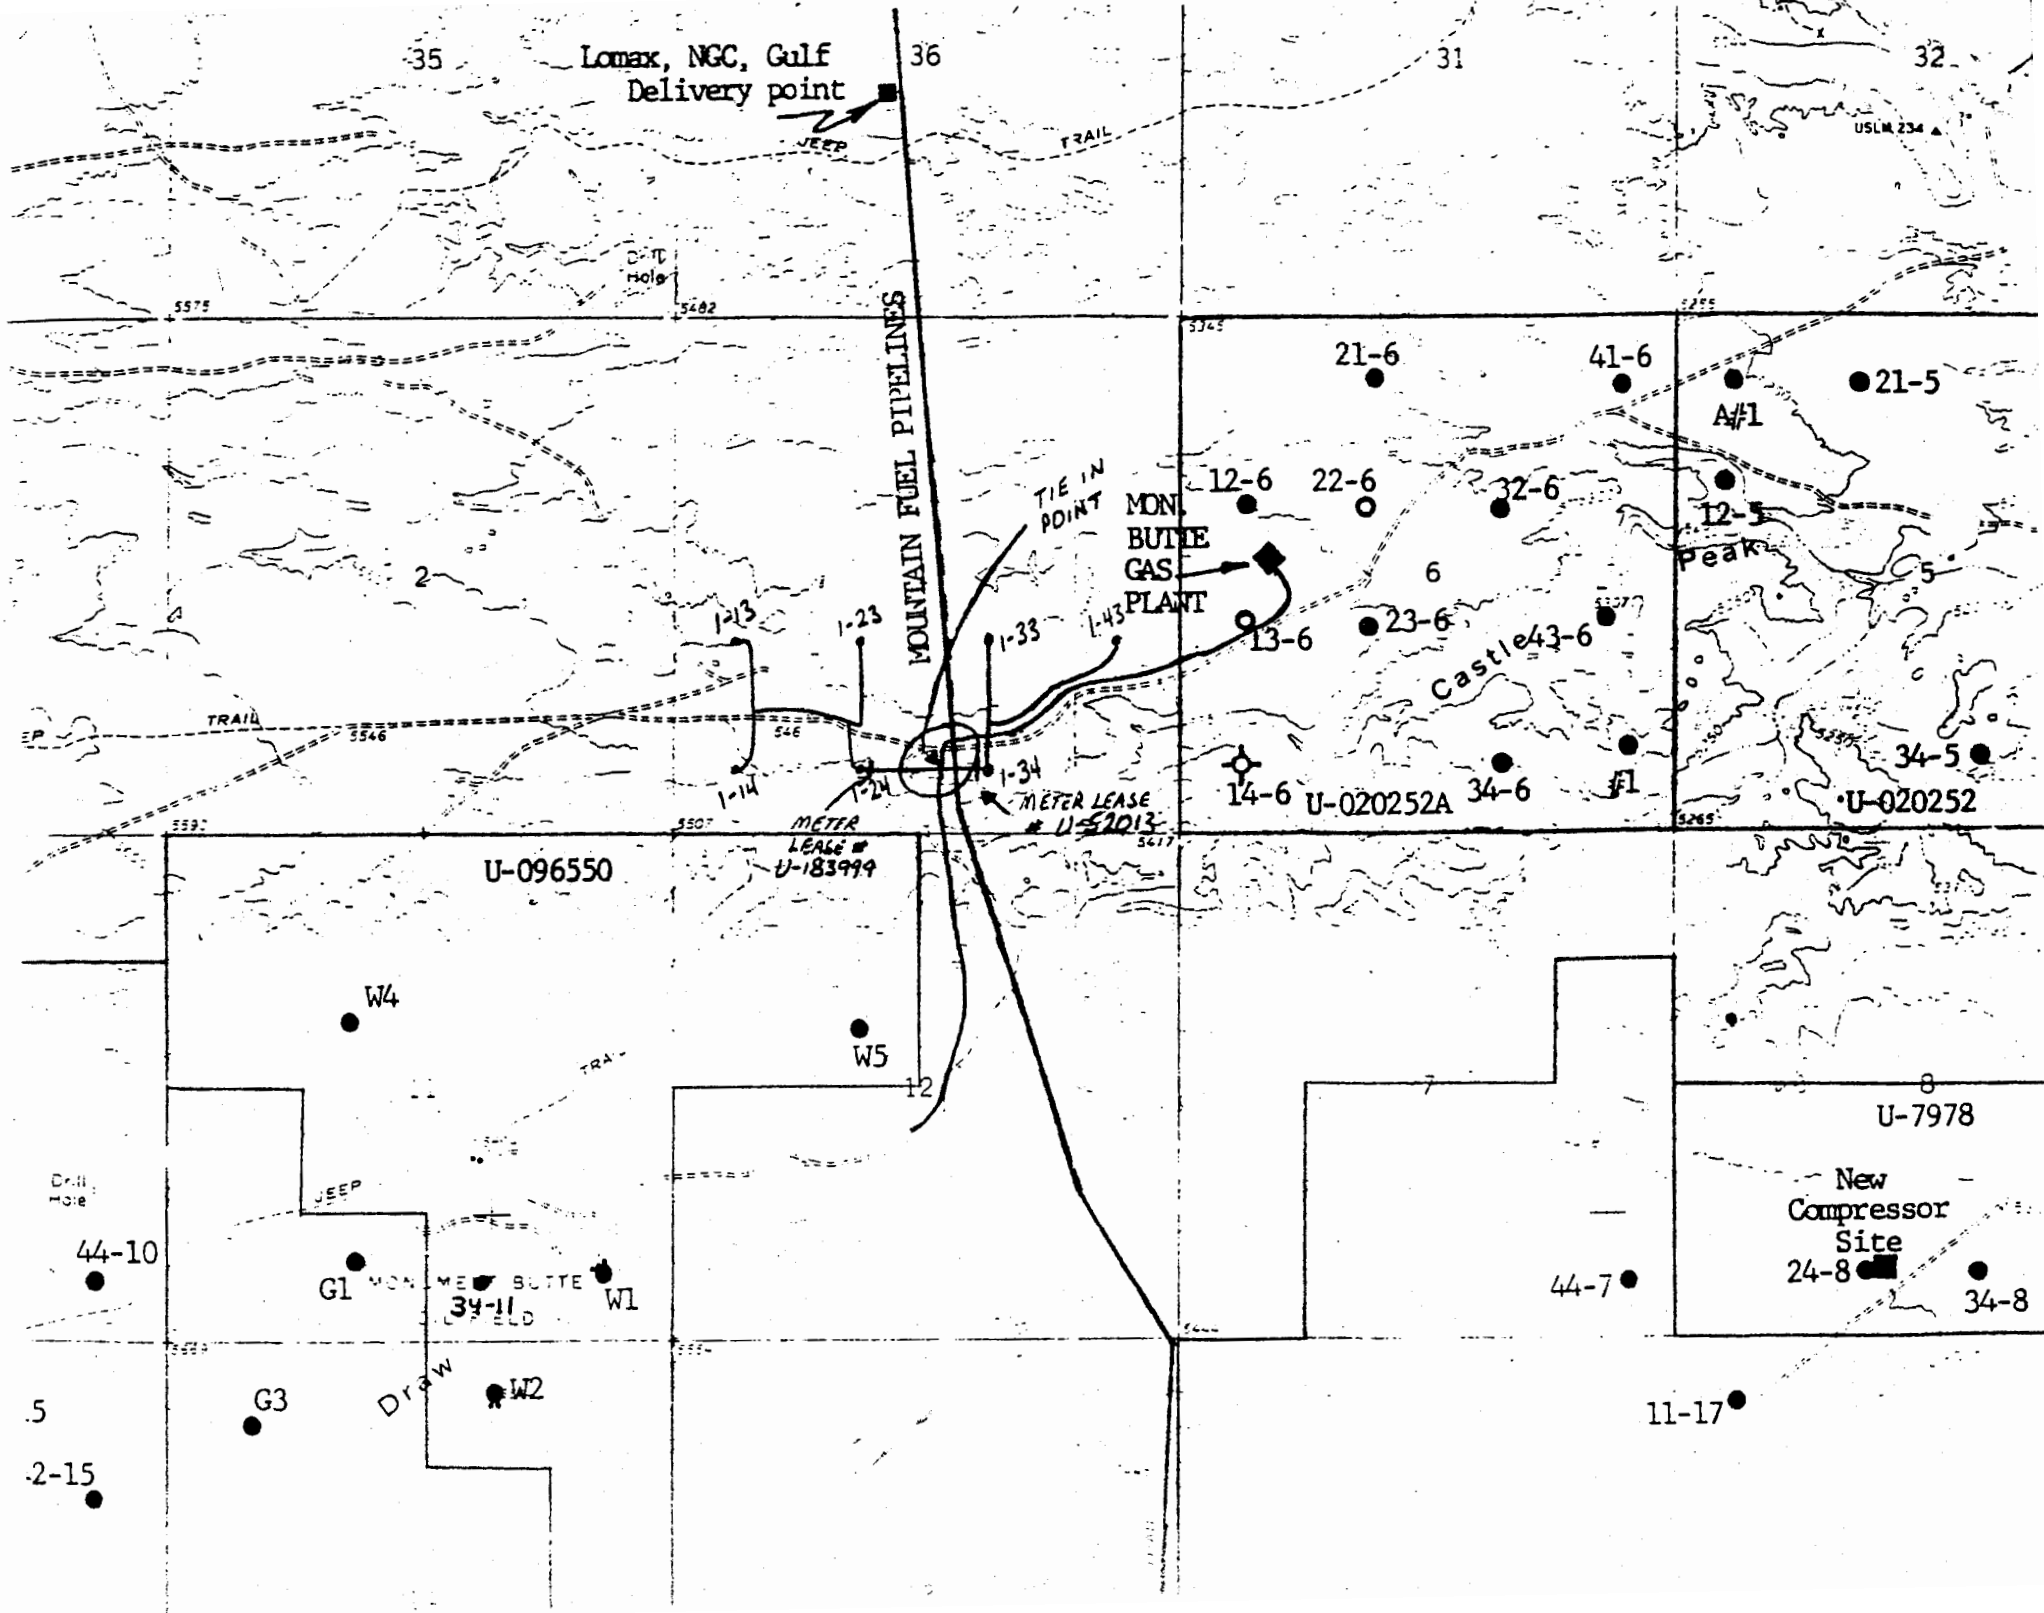 35
Lomax, NGC, Gulf
Delivery point
36
31
32
USLM 234
JEEP
TRAIL
Drill
Hole
5575
5482
5345
5255
MOUNTAIN FUEL PIPELINES
21-6
41-6
A#1
21-5
TIE IN
POINT
MON.
BUTTE
GAS
PLANT
12-6
22-6
32-6
12-5
Peak
2
6
5
1-13
1-23
1-33
1-43
13-6
23-6
Castle
43-6
TRAIL
5546
546
1-14
1-24
1-34
METER LEASE
# U-52013
14-6
U-020252A
34-6
#1
34-5
U-020252
METER
LEASE #
U-183999
5507
5417
5265
U-096550
W4
W5
12
11
7
8
U-7978
Drill
Hole
JEEP
New
Compressor
Site
44-10
G1
MONUMENT BUTTE
34-11
W1
44-7
24-8
34-8
Draw
W2
G3
.5
2-15
11-17